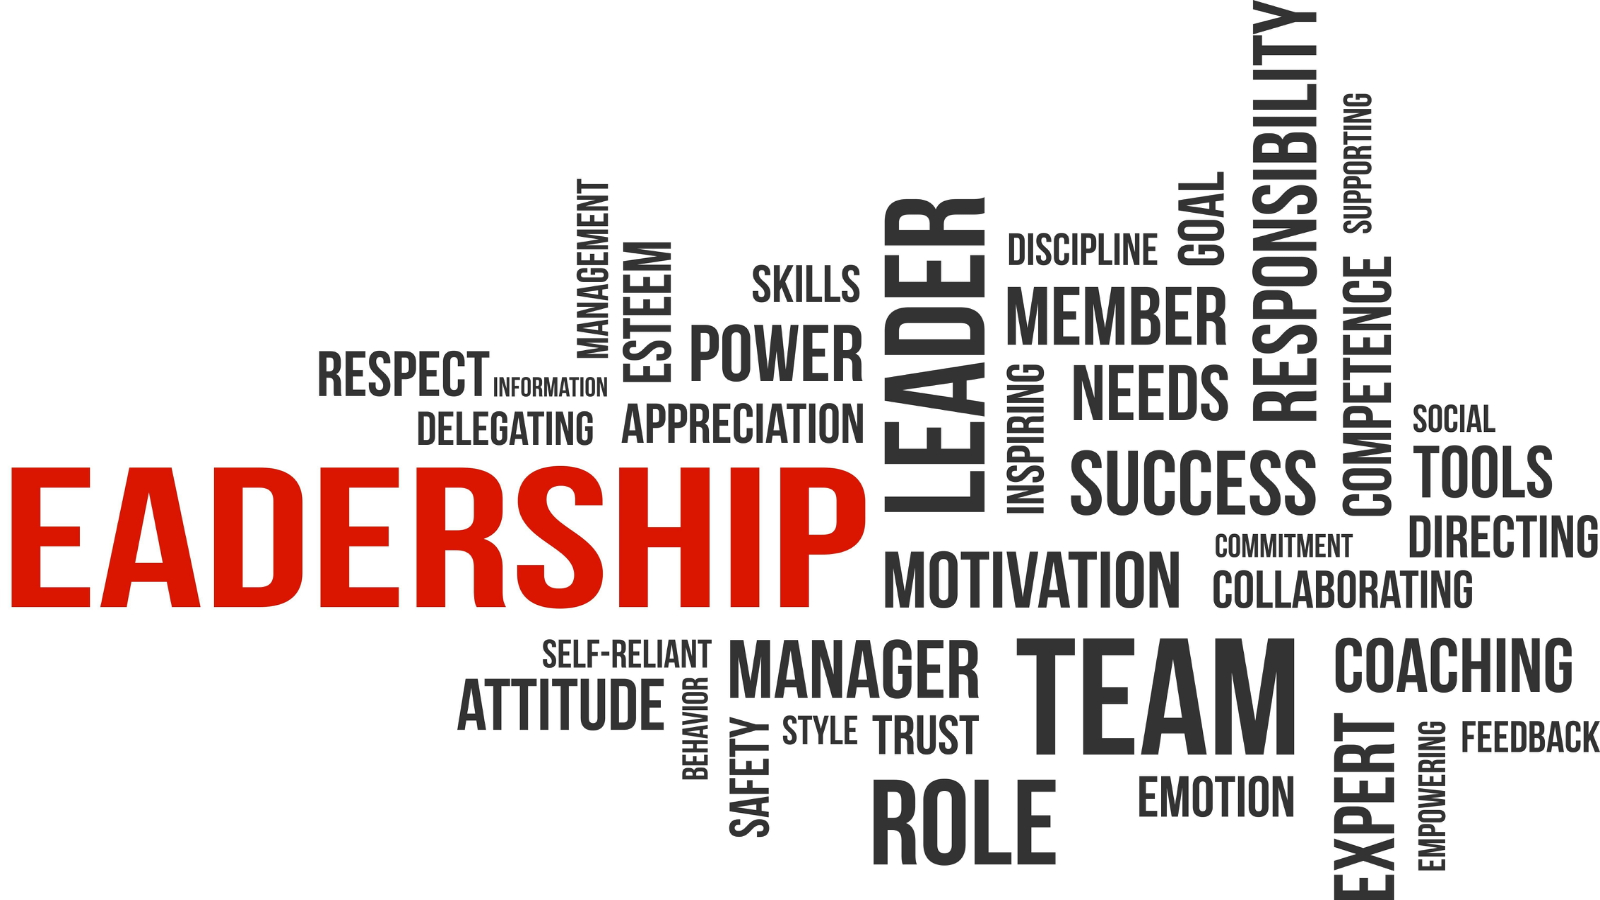 RESPONSIBILITY
SUPPORTING
GOAL
MANAGEMENT
LEADER
DISCIPLINE
ESTEEM
SKILLS
COMPETENCE
MEMBER
POWER
RESPECT
INFORMATION
INSPIRING
NEEDS
DELEGATING
APPRECIATION
SOCIAL
SUCCESS
TOOLS
EADERSHIP
DIRECTING
COMMITMENT
MOTIVATION
COLLABORATING
SELF-RELIANT
MANAGER
TEAM
COACHING
ATTITUDE
BEHAVIOR
SAFETY
STYLE
TRUST
EXPERT
EMPOWERING
FEEDBACK
ROLE
EMOTION